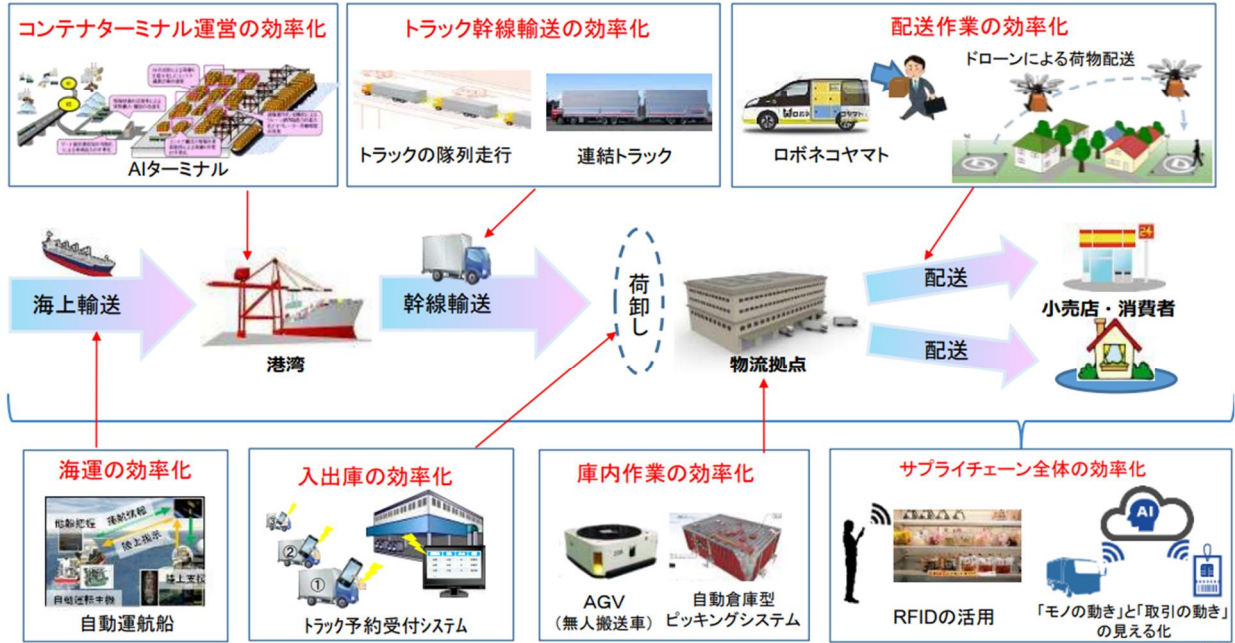 コンテナターミナル運営の効率化
AIターミナル
トラック幹線輸送の効率化
トラックの隊列走行
連結トラック
配送作業の効率化
ドローンによる荷物配送
ロボネコヤマト
海上輸送
港湾
幹線輸送
荷卸し
物流拠点
配送
配送
24
小売店・消費者
海運の効率化
他船監視
運航情報
陸上指示
陸上支援
自動運航船
入出庫の効率化
②
①
トラック予約受付システム
庫内作業の効率化
AGV
(無人搬送車)
自動倉庫型
ピッキングシステム
サプライチェーン全体の効率化
AI
RFIDの活用
「モノの動き」と「取引の動き」
の見える化